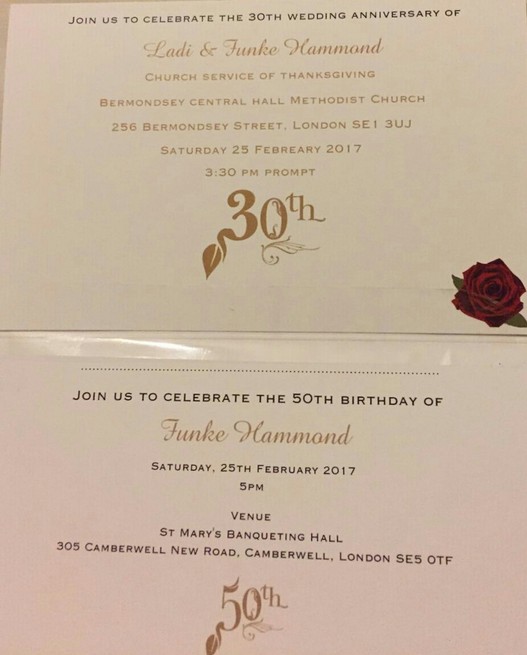 Join us to celebrate the 30th wedding anniversary of
Ladi & Funke Hammond
Church service of thanksgiving
Bermondsey central hall Methodist Church
256 Bermondsey Street, London SE1 3UJ
Saturday 25 Febreary 2017
3:30 pm prompt
30th
Join us to celebrate the 50th birthday of
Funke Hammond
Saturday, 25th February 2017
5pm
Venue
St Mary's Banqueting Hall
305 Camberwell New Road, Camberwell, London SE5 0TF
50th